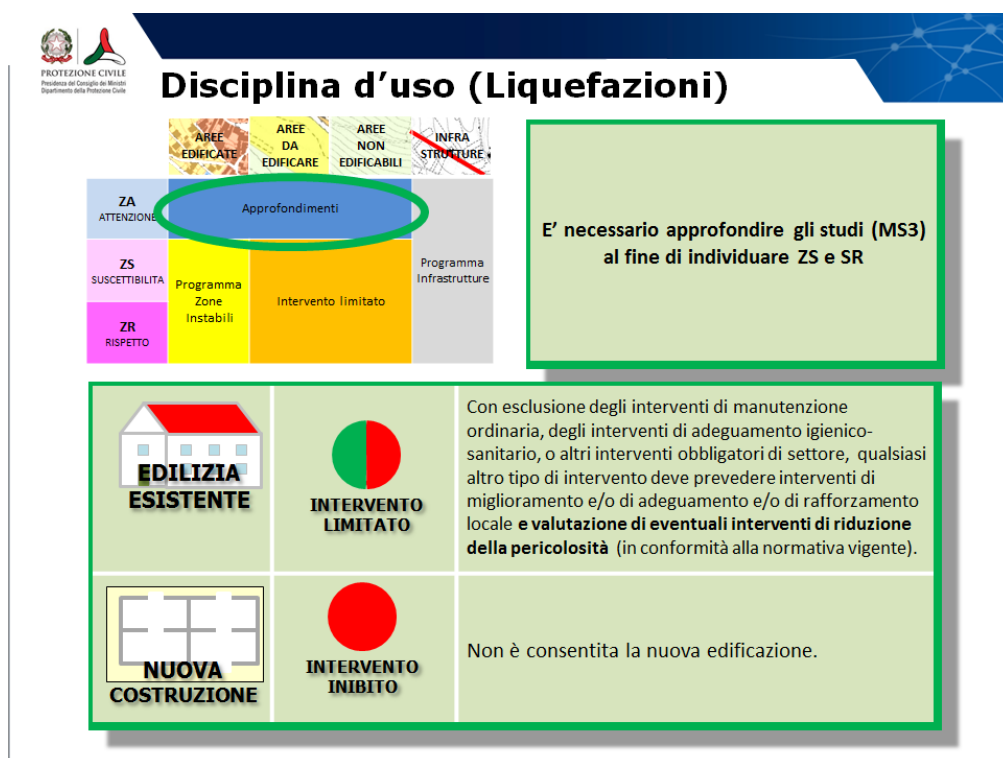 PROTEZIONE CIVILE
Presidenza del Consiglio dei Ministri
Dipartimento della Protezione Civile
Disciplina d'uso (Liquefazioni)
AREE
EDIFICATE
AREE
DA
EDIFICARE
AREE
NON
EDIFICABILI
INFRA
STRUTTURE
ZA
ATTENZIONE
Approfondimenti
ZS
SUSCETTIBILITA
ZR
RISPETTO
Programma
Zone
Instabili
Intervento limitato
Programma
Infrastrutture
E' necessario approfondire gli studi (MS3)
al fine di individuare ZS e SR
EDILIZIA
ESISTENTE
INTERVENTO
LIMITATO
Con esclusione degli interventi di manutenzione
ordinaria, degli interventi di adeguamento igienico-
sanitario, o altri interventi obbligatori di settore, qualsiasi
altro tipo di intervento deve prevedere interventi di
miglioramento e/o di adeguamento e/o di rafforzamento
locale e valutazione di eventuali interventi di riduzione
della pericolosità (in conformità alla normativa vigente).
NUOVA
COSTRUZIONE
INTERVENTO
INIBITO
Non è consentita la nuova edificazione.